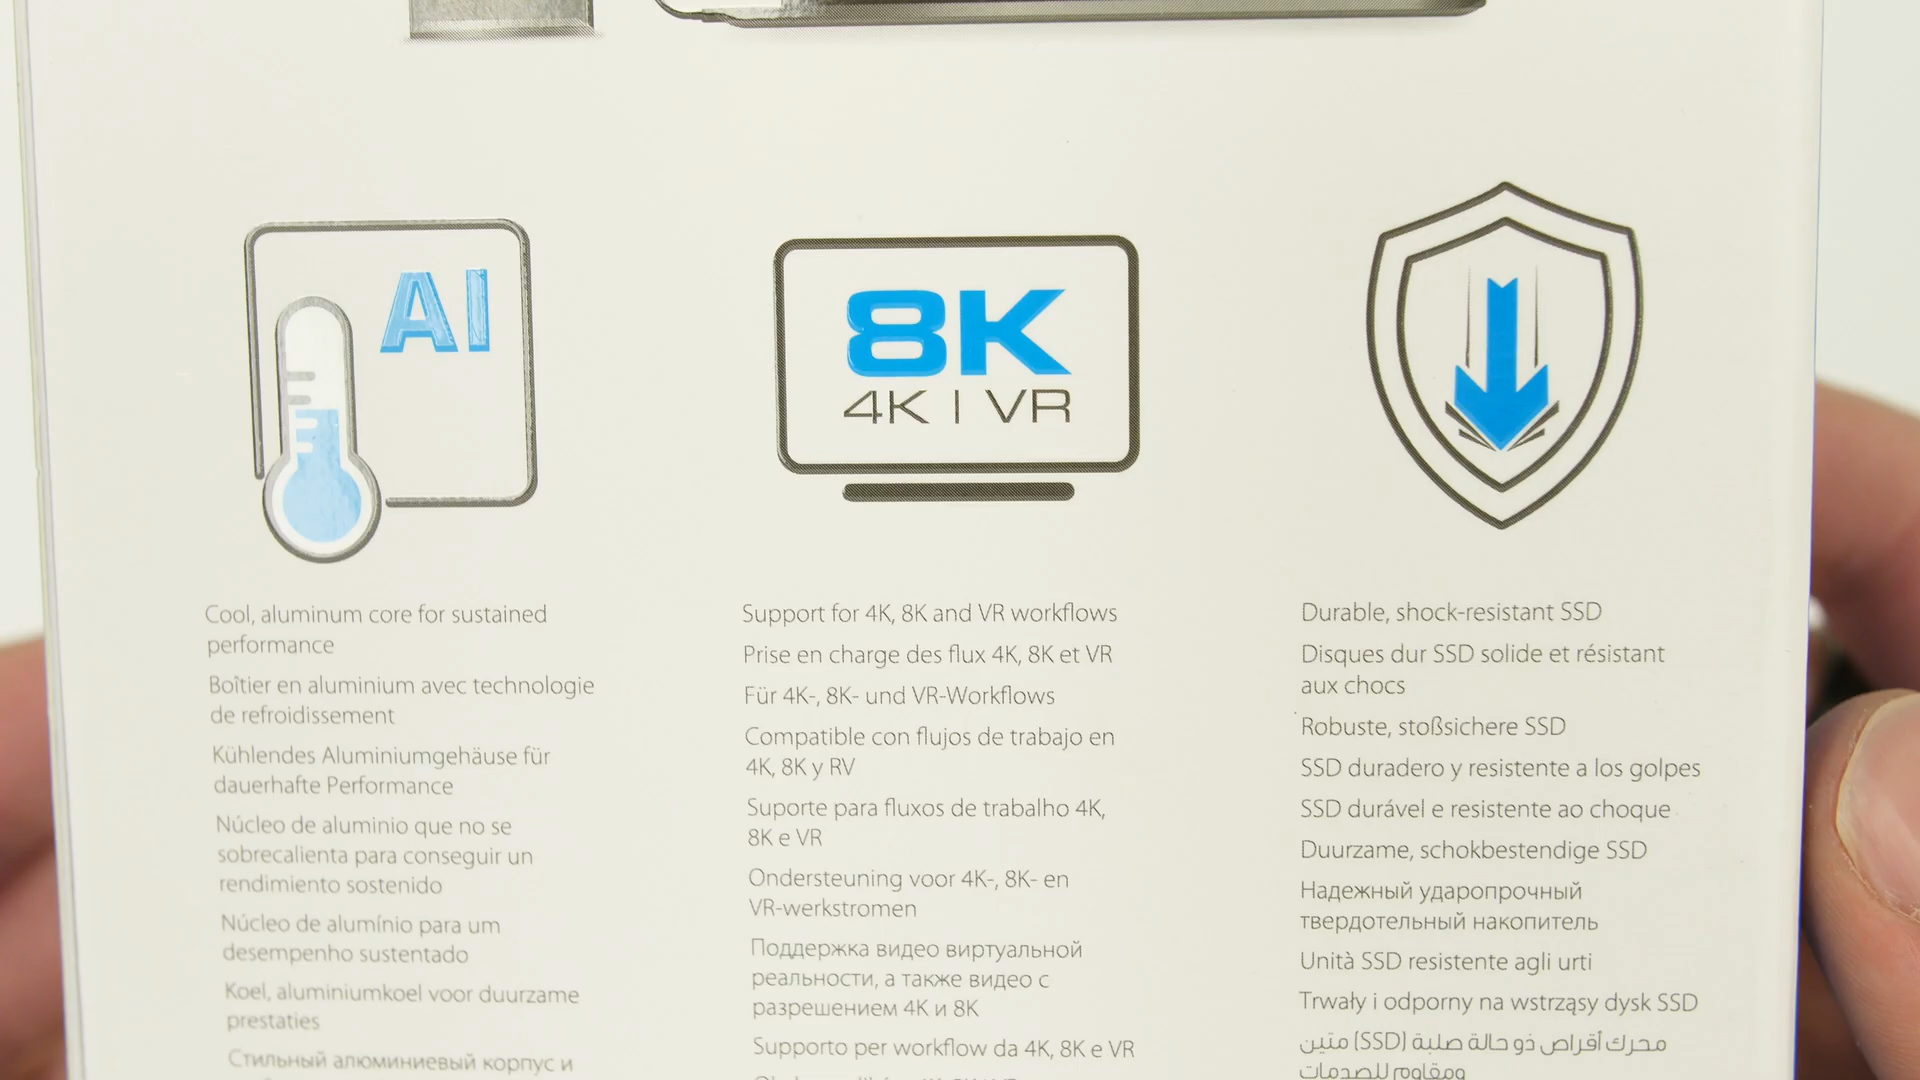 Al
8K
4K | VR
Cool, aluminum core for sustained
performance
Boîtier en aluminium avec technologie
de refroidissement
Kühlendes Aluminiumgehäuse für
dauerhafte Performance
Núcleo de aluminio que no se
sobrecalienta para conseguir un
rendimiento sostenido
Núcleo de alumínio para um
desempenho sustentado
Koel, aluminiumkoel voor duurzame
prestaties
Стильный алюминиевый корпус и
Support for 4K, 8K and VR workflows
Prise en charge des flux 4K, 8K et VR
Für 4K-, 8K- und VR-Workflows
Compatible con flujos de trabajo en
4K, 8K y RV
Suporte para fluxos de trabalho 4K,
8K e VR
Ondersteuning voor 4K-, 8K- en
VR-werkstromen
Поддержка видео виртуальной
реальности, а также видео с
разрешением 4K и 8K
Supporto per workflow da 4K, 8K e VR
Durable, shock-resistant SSD
Disques dur SSD solide et résistant
aux chocs
Robuste, stoßsichere SSD
SSD duradero y resistente a los golpes
SSD durável e resistente ao choque
Duurzame, schokbestendige SSD
Надежный ударопрочный
твердотельный накопитель
Unità SSD resistente agli urti
Trwały i odporny na wstrząsy dysk SSD
محرك أقراص ذو حالة صلبة (SSD) متين
ومقاوم للصدمات